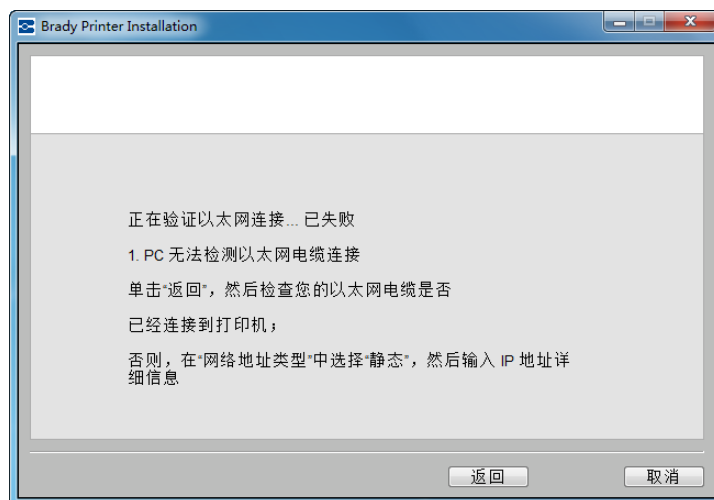 Brady Printer Installation
正在验证以太网连接... 已失败
1. PC 无法检测以太网电缆连接
单击“返回”，然后检查您的以太网电缆是否
已经连接到打印机；
否则，在“网络地址类型”中选择“静态”，然后输入 IP 地址详
细信息
返回
取消